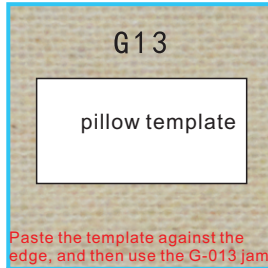 G13
pillow template
Paste the template against the
edge, and then use the G-013 jam